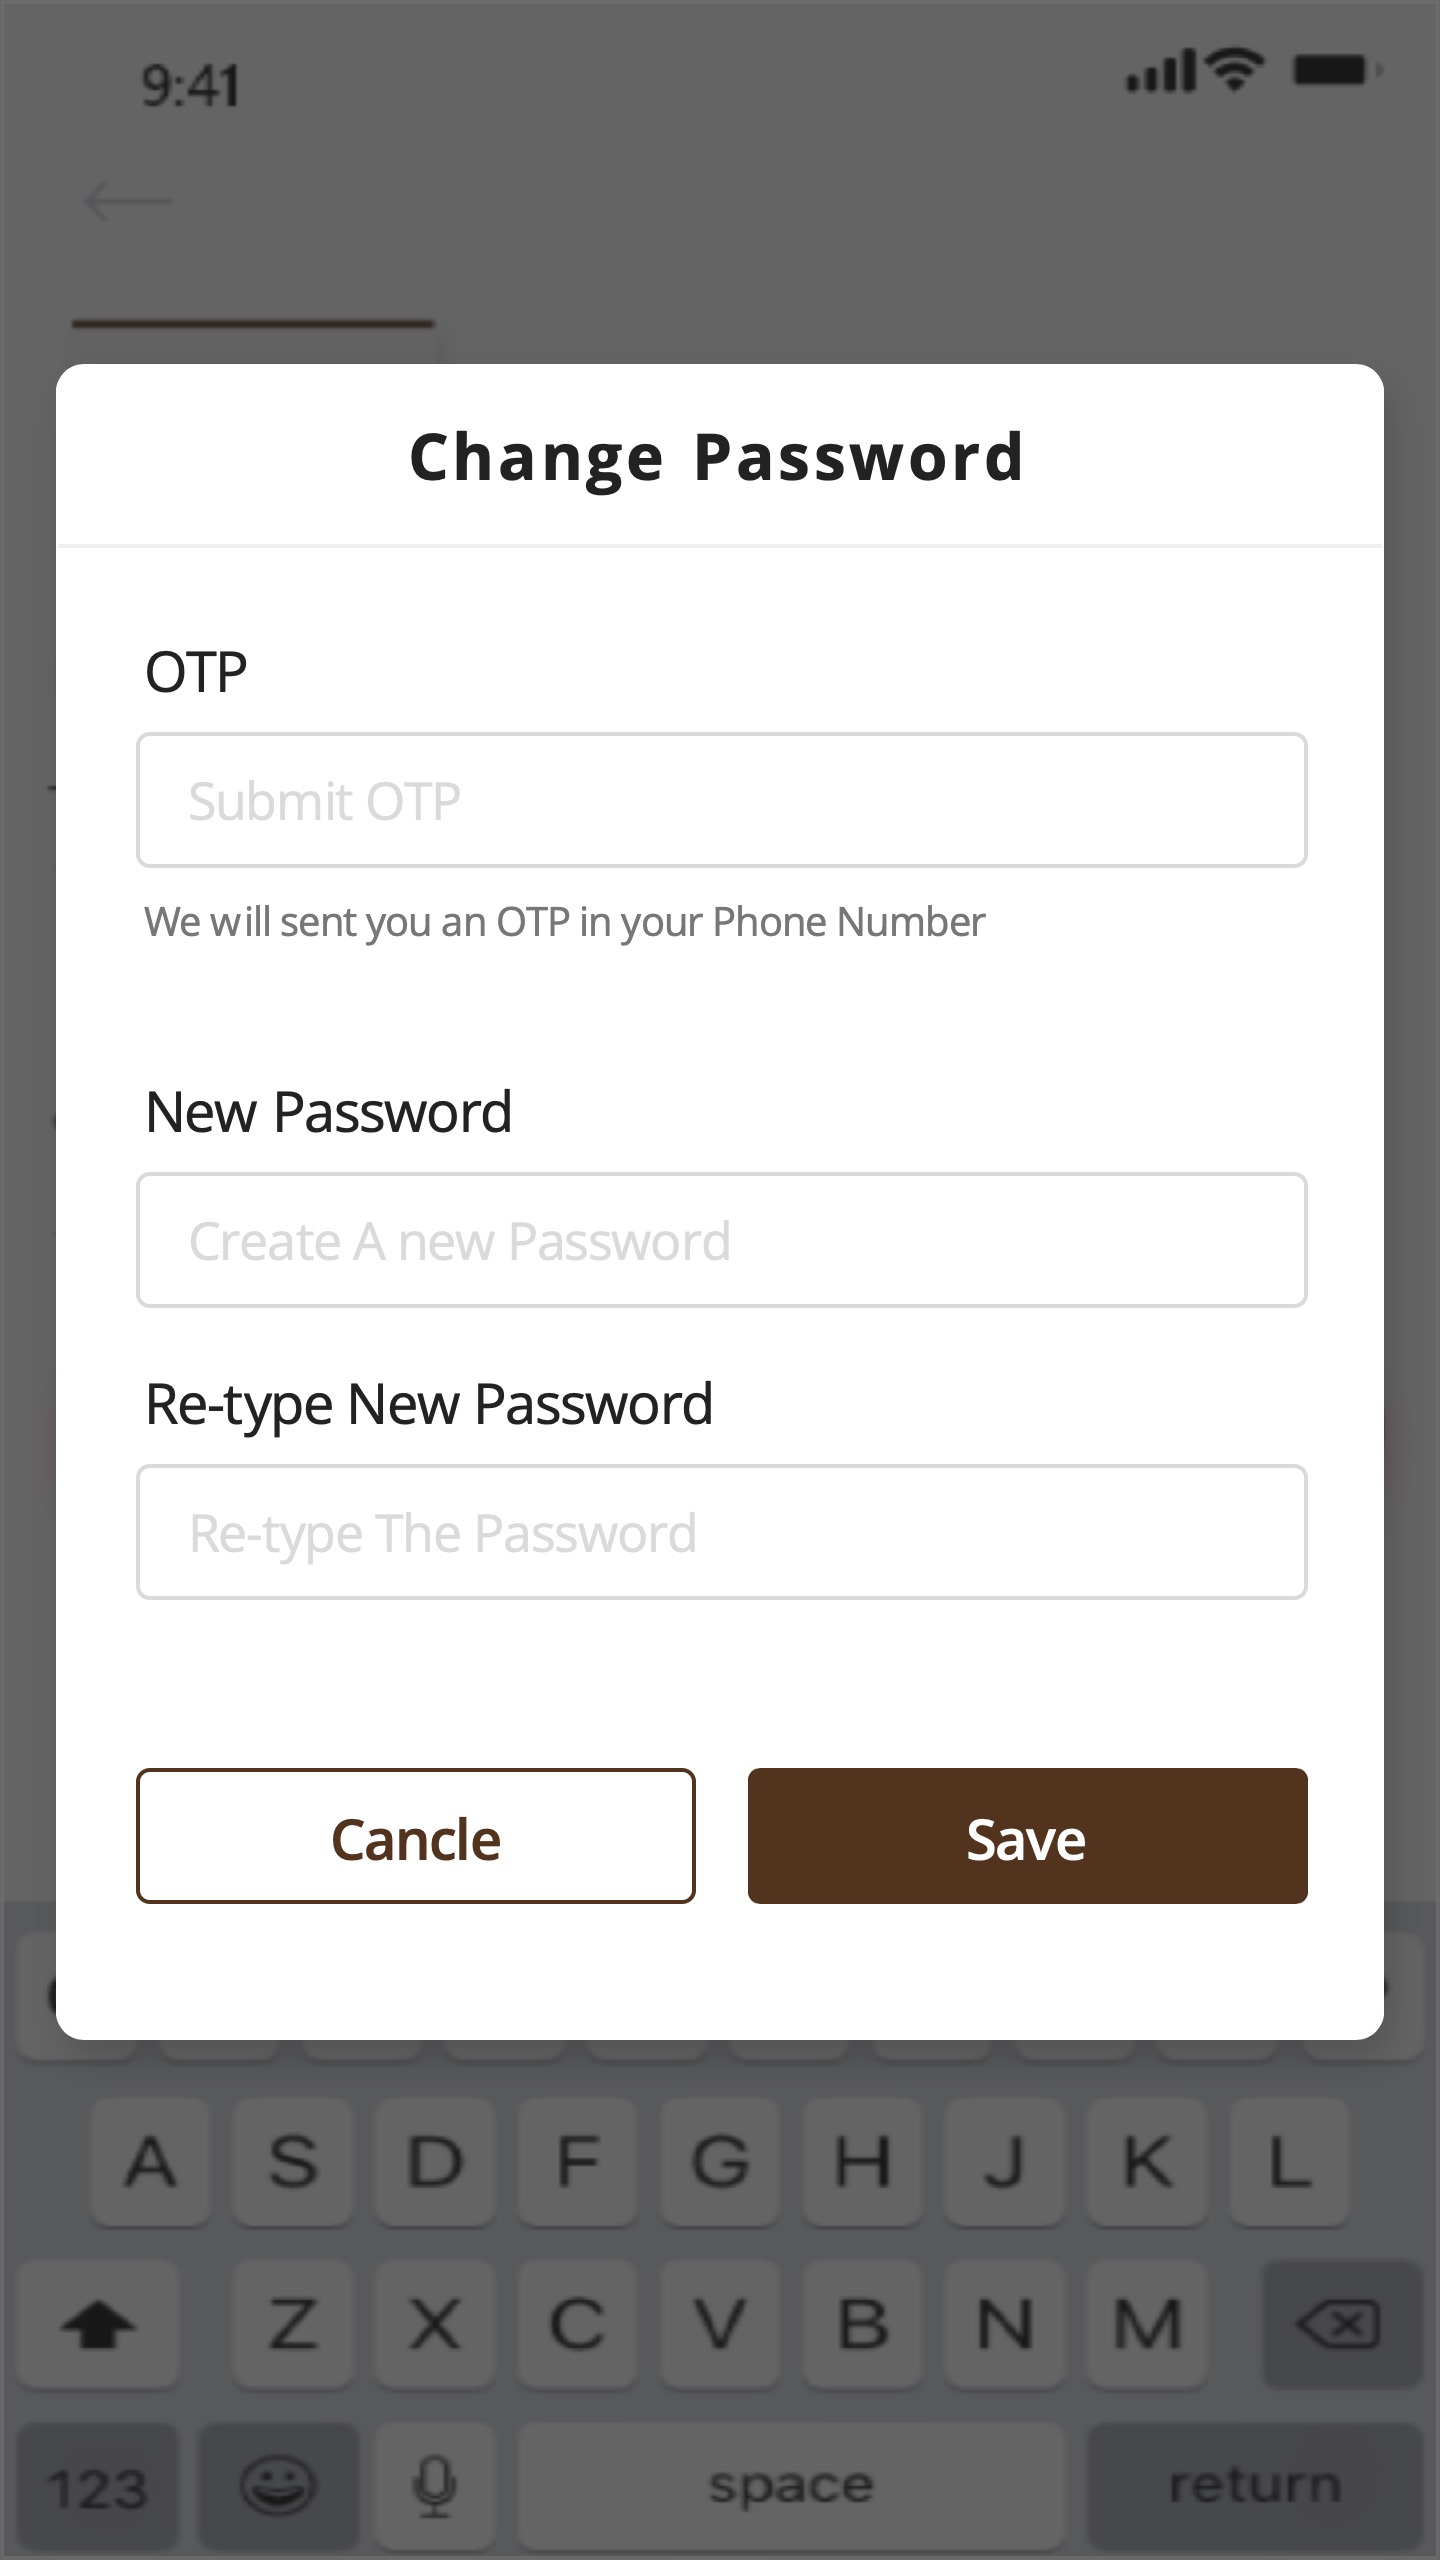 9:41
Change Password
OTP
Submit OTP
We will sent you an OTP in your Phone Number
New Password
Create A new Password
Re-type New Password
Re-type The Password
Cancle Save
A S D F G H J K L
Z X C V B N M
123 space return